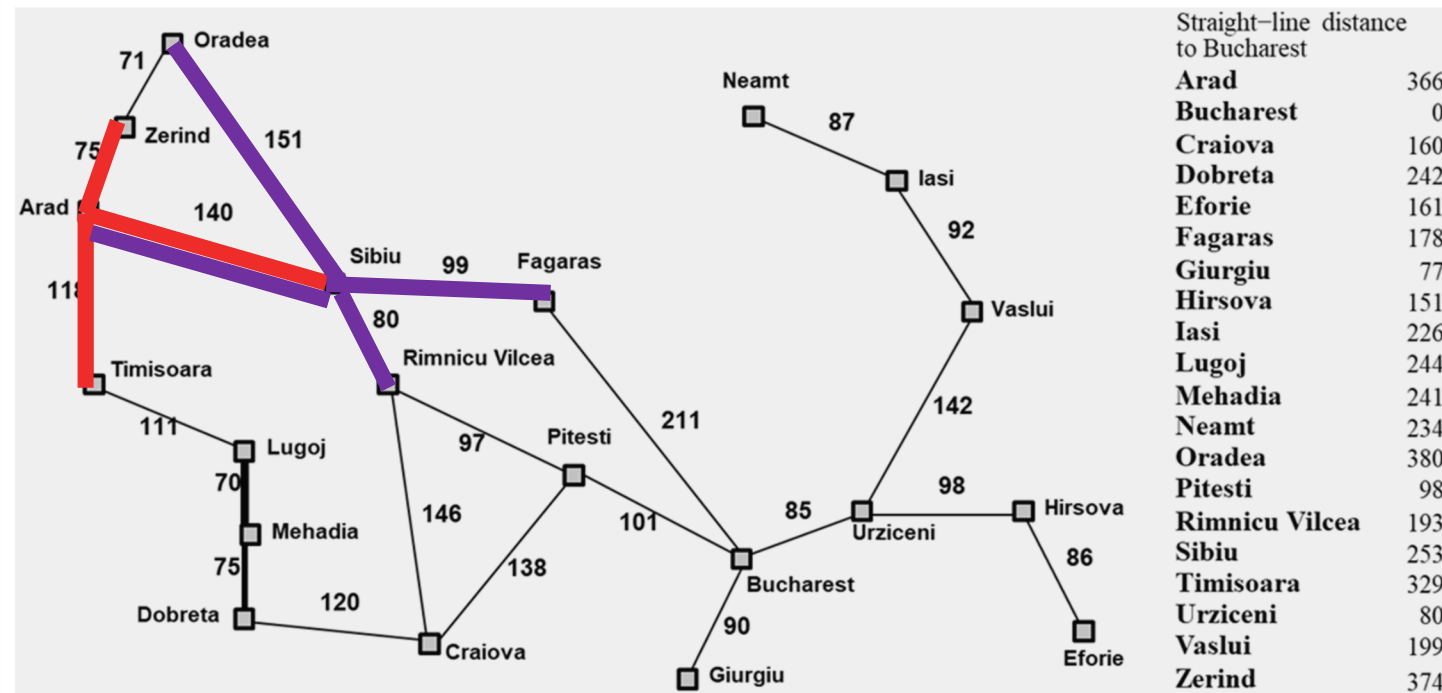 Oradea
71
Neamt
87
Zerind
75
151
Iasi
Arad
140
92
Sibiu
99
Fagaras
118
80
Vaslui
Rimnicu Vilcea
Timisoara
142
111
211
Lugoj
97
Pitesti
70
98
Hirsova
146
101
85
Urziceni
Mehadia
86
75
138
Bucharest
Dobreta
120
90
Craiova
Eforie
Giurgiu
Straight−line distance
to Bucharest
Arad 366
Bucharest 0
Craiova 160
Dobreta 242
Eforie 161
Fagaras 178
Giurgiu 77
Hirsova 151
Iasi 226
Lugoj 244
Mehadia 241
Neamt 234
Oradea 380
Pitesti 98
Rimnicu Vilcea 193
Sibiu 253
Timisoara 329
Urziceni 80
Vaslui 199
Zerind 374